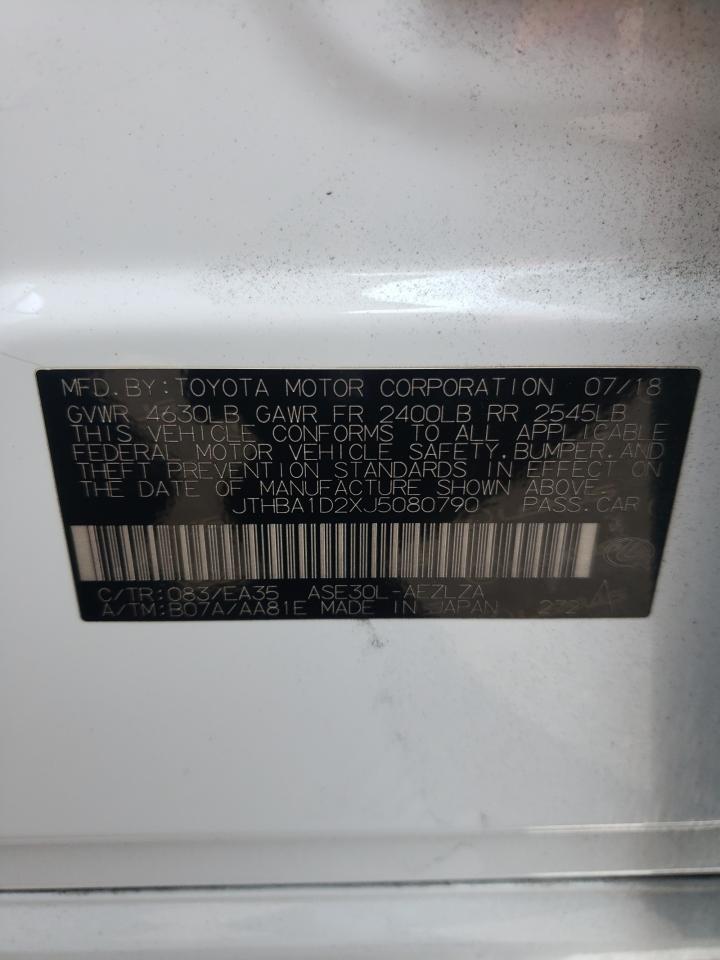 MFD. BY: TOYOTA MOTOR CORPORATION 07/18
GVWR 4630LB GAWR FR 2400LB RR 2545LB
THIS VEHICLE CONFORMS TO ALL APPLICABLE
FEDERAL MOTOR VEHICLE SAFETY, BUMPER, AND
THEFT PREVENTION STANDARDS IN EFFECT ON
THE DATE OF MANUFACTURE SHOWN ABOVE.
JTHBA1D2XJ5080790 PASS. CAR
C/TR: 083/EA35 ASE30L-AEZLZA
A/TM: B07A/AA81E MADE IN JAPAN 232